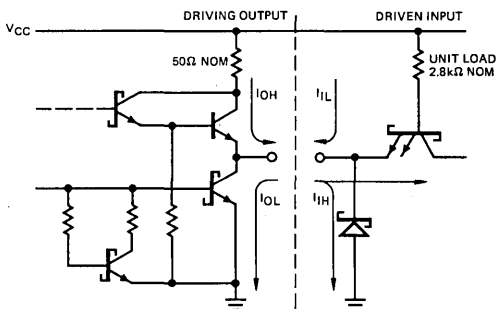 DRIVING OUTPUT
DRIVEN INPUT
VCC
50Ω NOM
UNIT LOAD
2.8kΩ NOM
IOH
IIL
IOL
IIH